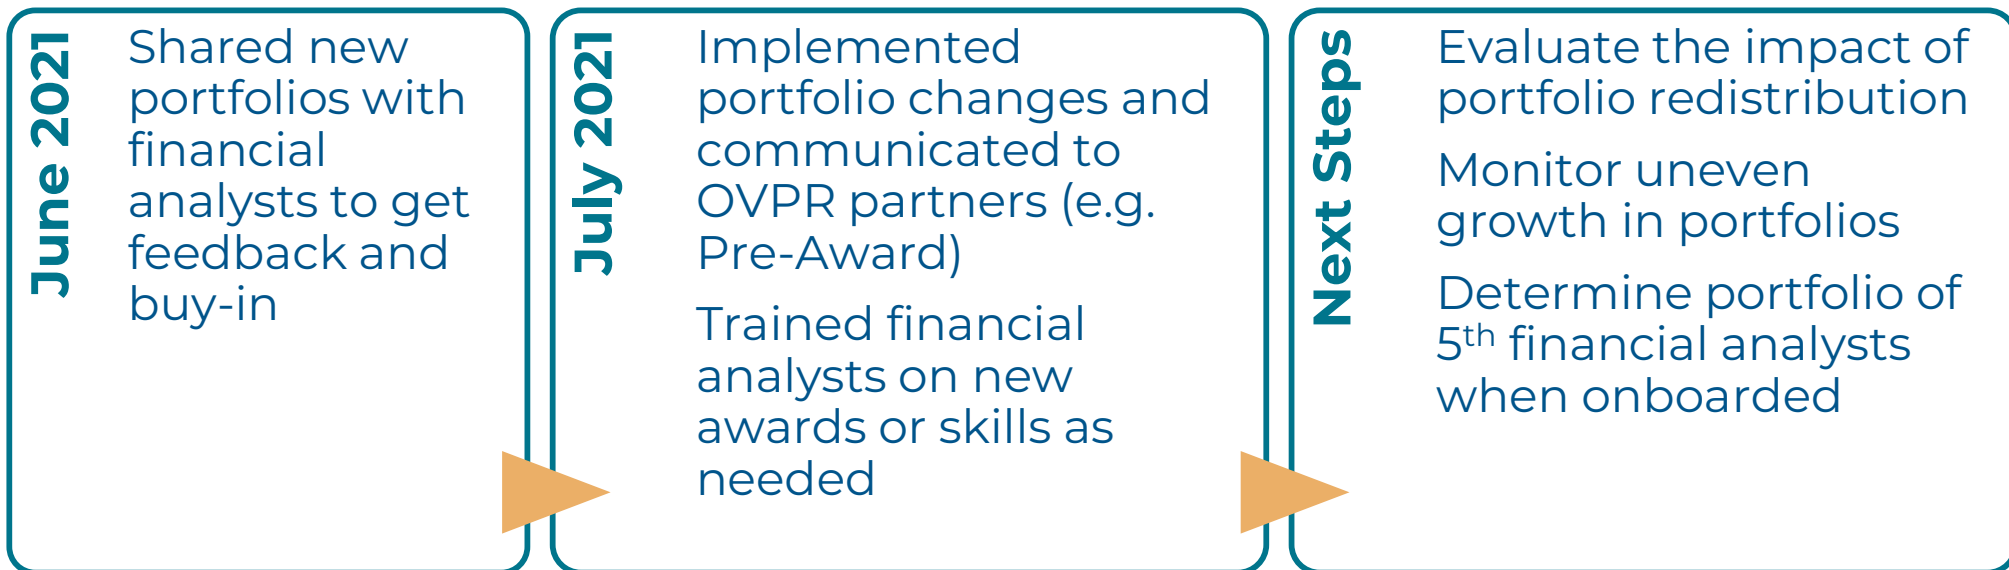 June 2021
Shared new
portfolios with
financial
analysts to get
feedback and
buy-in
July 2021
Implemented
portfolio changes and
communicated to
OVPR partners (e.g.
Pre-Award)
Trained financial
analysts on new
awards or skills as
needed
Next Steps
Evaluate the impact of
portfolio redistribution
Monitor uneven
growth in portfolios
Determine portfolio of
5th financial analysts
when onboarded